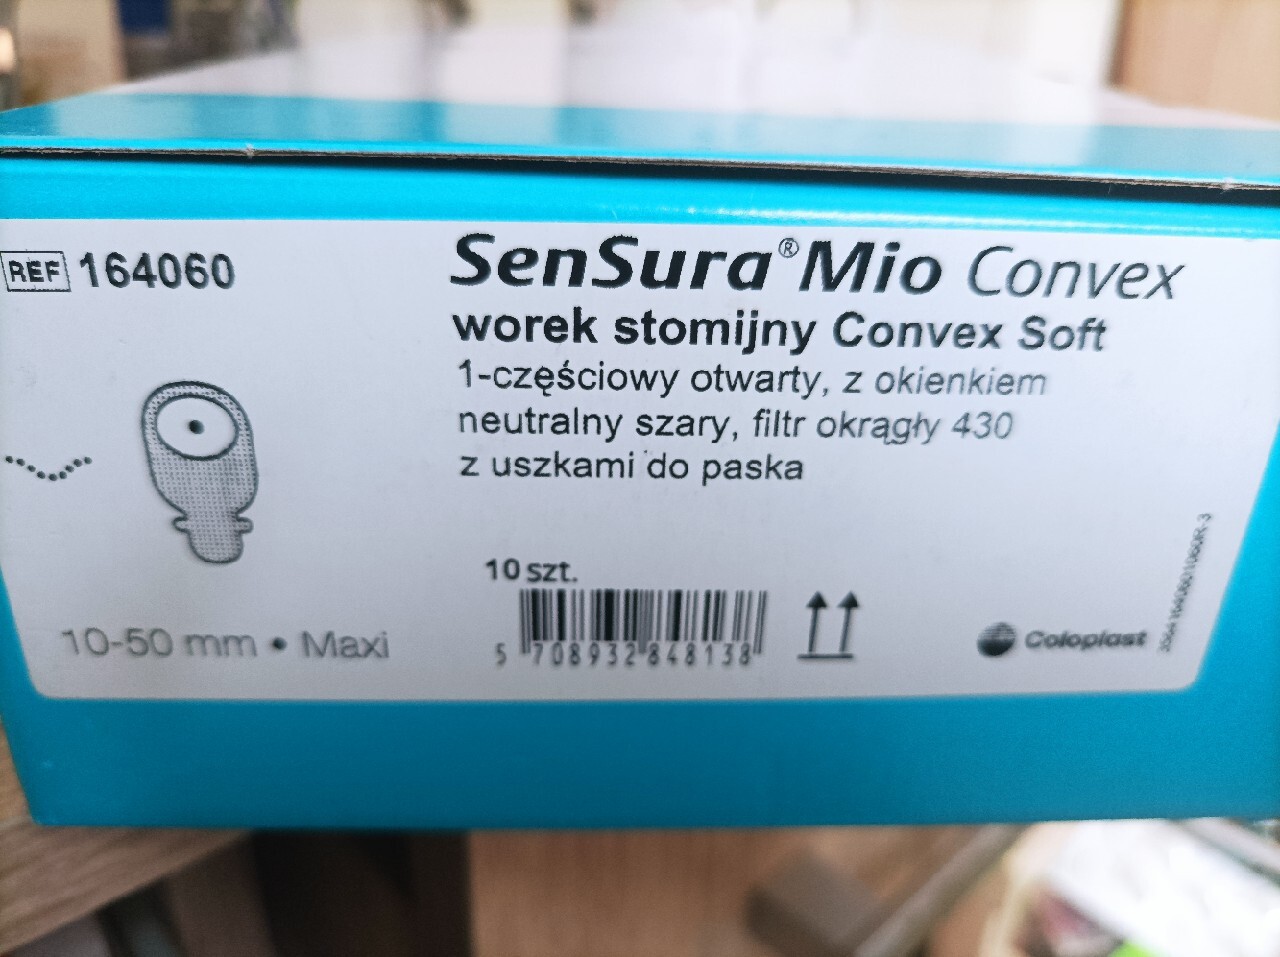 REF 164060
SenSura® Mio Convex
worek stomijny Convex Soft
1-częściowy otwarty, z okienkiem
neutralny szary, filtr okrągły 430
z uszkami do paska
10 szt.
5 708932 848138
10-50 mm • Maxi
Coloplast